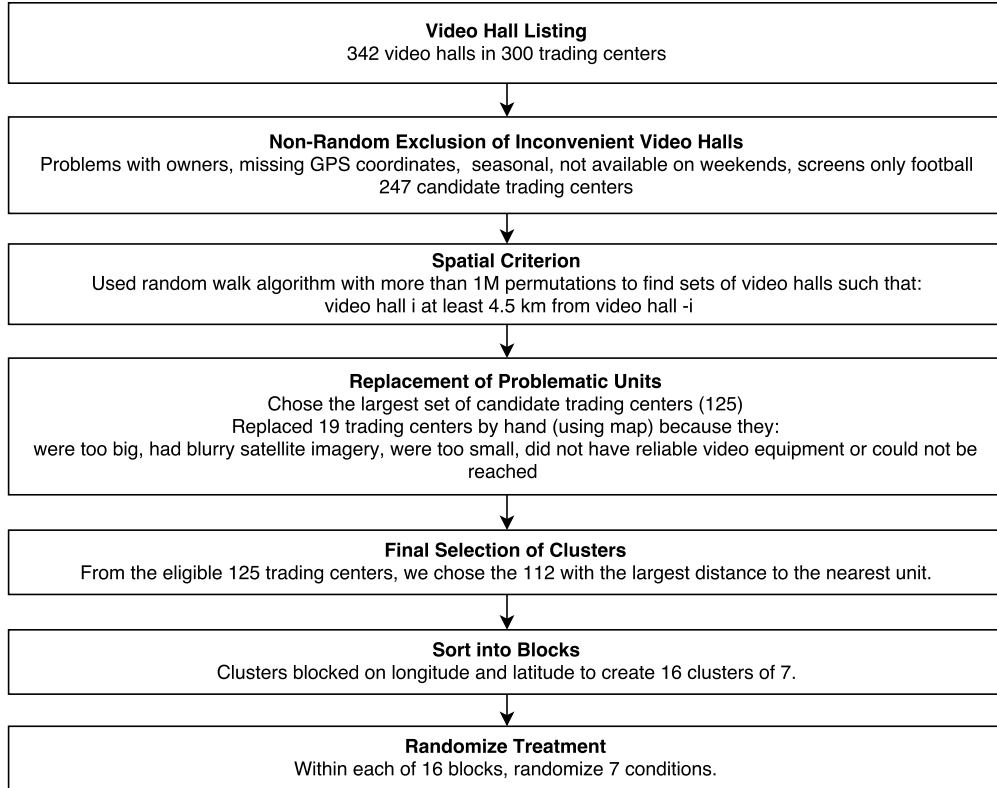 Video Hall Listing
342 video halls in 300 trading centers
Non-Random Exclusion of Inconvenient Video Halls
Problems with owners, missing GPS coordinates,  seasonal, not available on weekends, screens only football
247 candidate trading centers
Spatial Criterion
Used random walk algorithm with more than 1M permutations to find sets of video halls such that:
video hall i at least 4.5 km from video hall -i
Replacement of Problematic Units
Chose the largest set of candidate trading centers (125)
Replaced 19 trading centers by hand (using map) because they:
were too big, had blurry satellite imagery, were too small, did not have reliable video equipment or could not be
reached
Final Selection of Clusters
From the eligible 125 trading centers, we chose the 112 with the largest distance to the nearest unit.
Sort into Blocks
Clusters blocked on longitude and latitude to create 16 clusters of 7.
Randomize Treatment
Within each of 16 blocks, randomize 7 conditions.